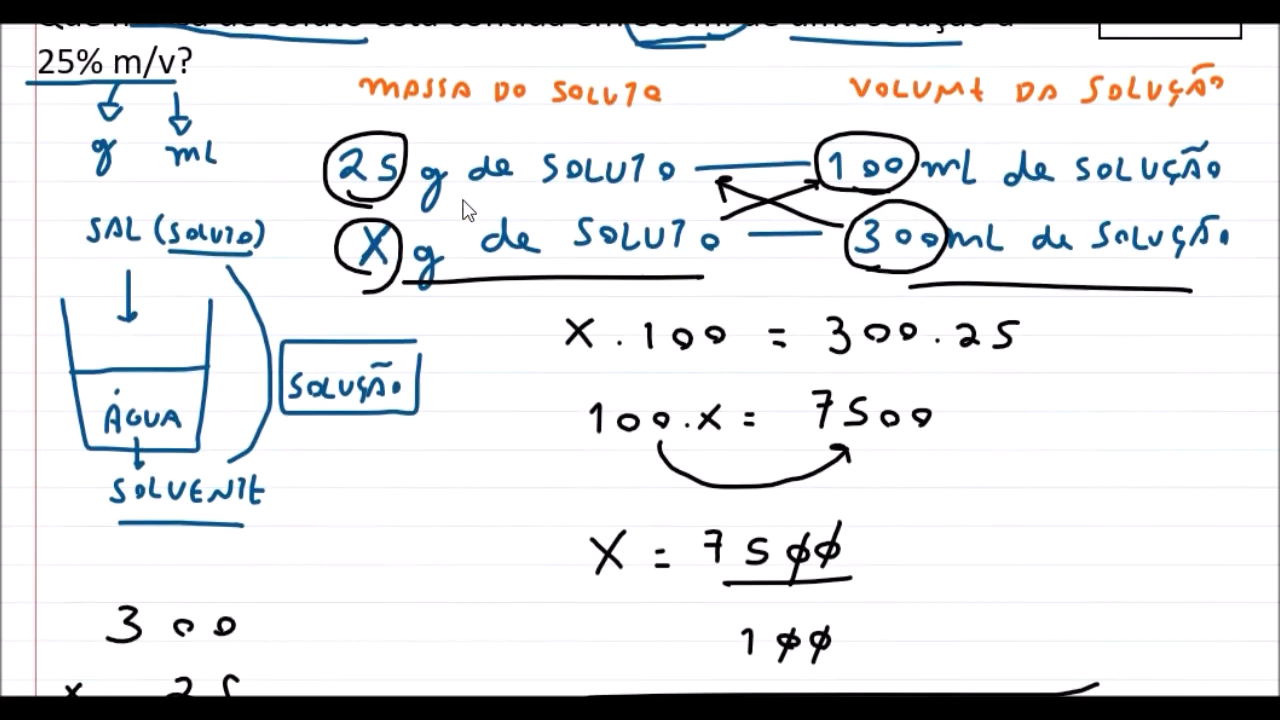 25% m/v?
MASSA DO SOLUTO
VOLUME DA SOLUÇÃO
g mL
25 g de SOLUTO — 100 mL de SOLUÇÃO
X g de SOLUTO — 300 mL de SOLUÇÃO
SAL (SOLUTO)
ÁGUA
SOLVENTE
SOLUÇÃO
X . 100 = 300 . 25
100 . X = 7500
X = 7500
100
300
x 25